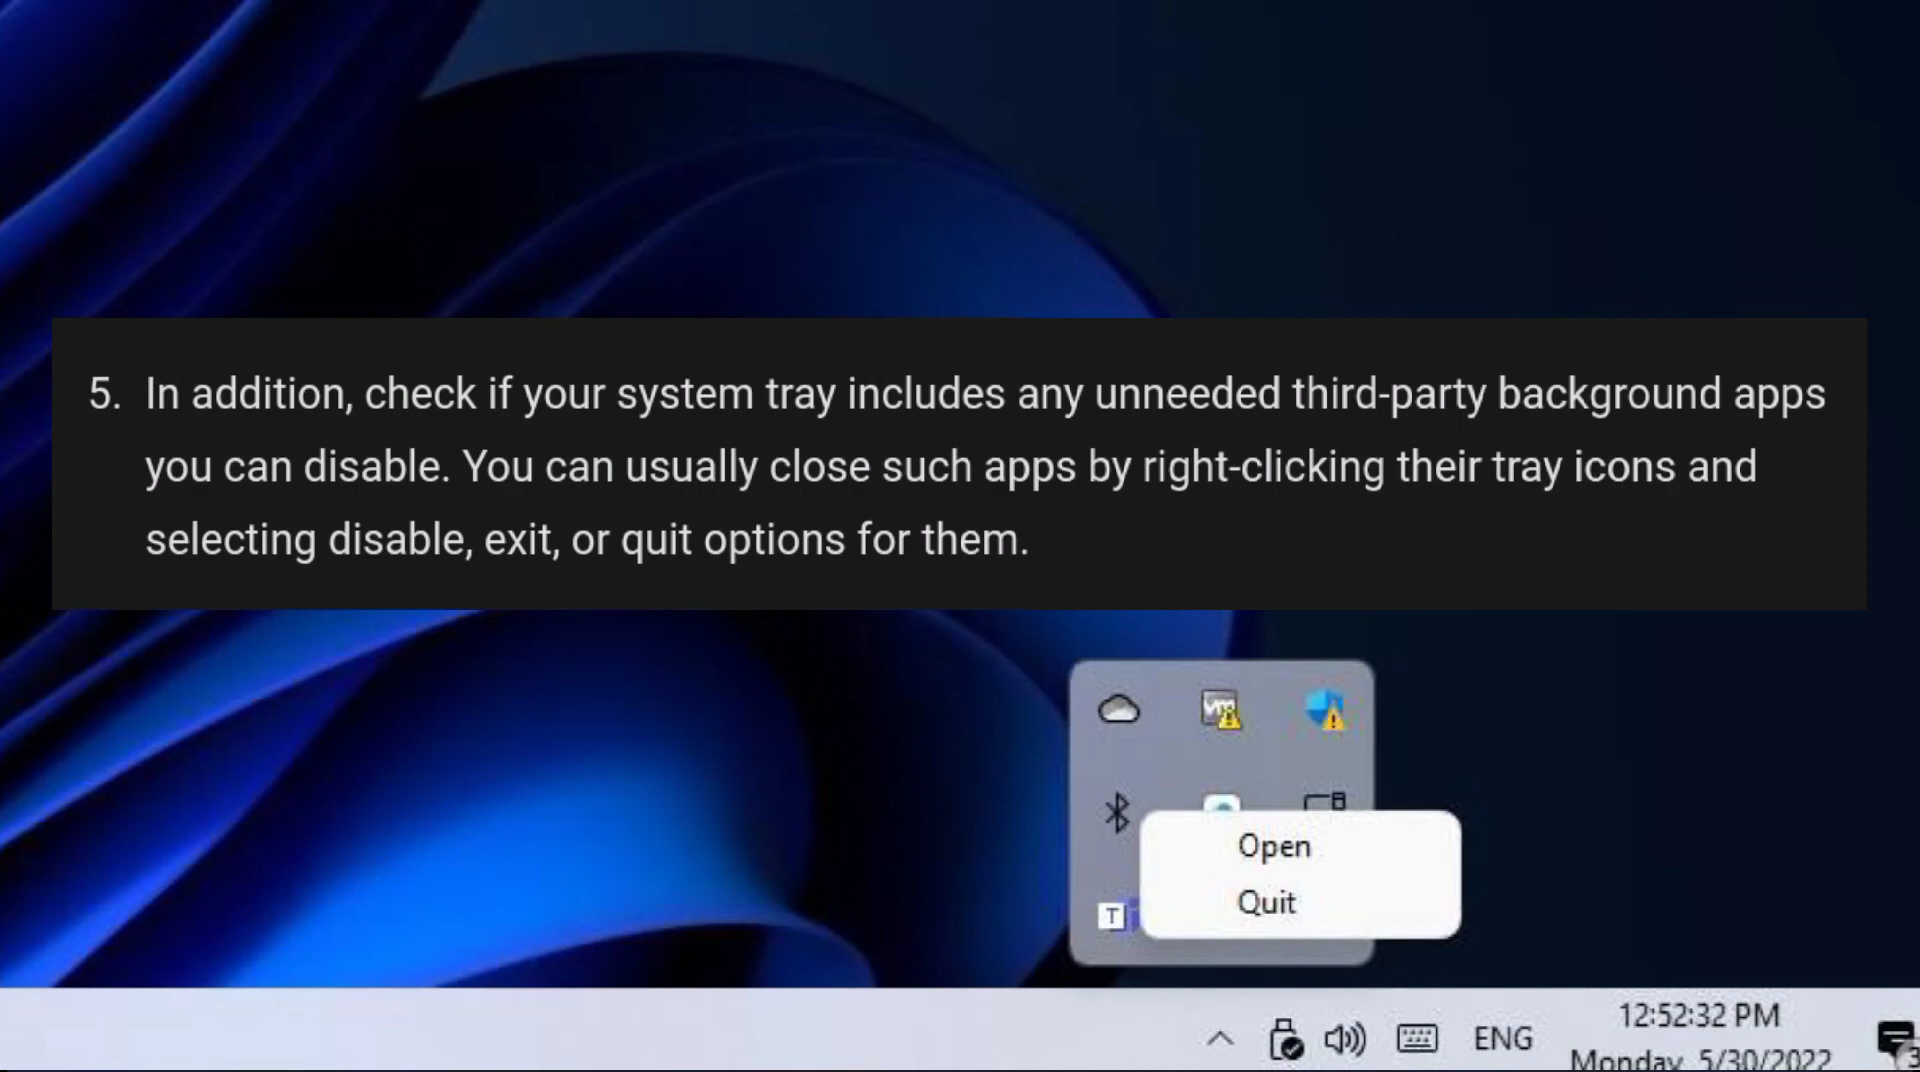 5. In addition, check if your system tray includes any unneeded third-party background apps
you can disable. You can usually close such apps by right-clicking their tray icons and
selecting disable, exit, or quit options for them.
vm
Open
Quit
T
ENG
12:52:32 PM
Monday, 5/30/2022
3